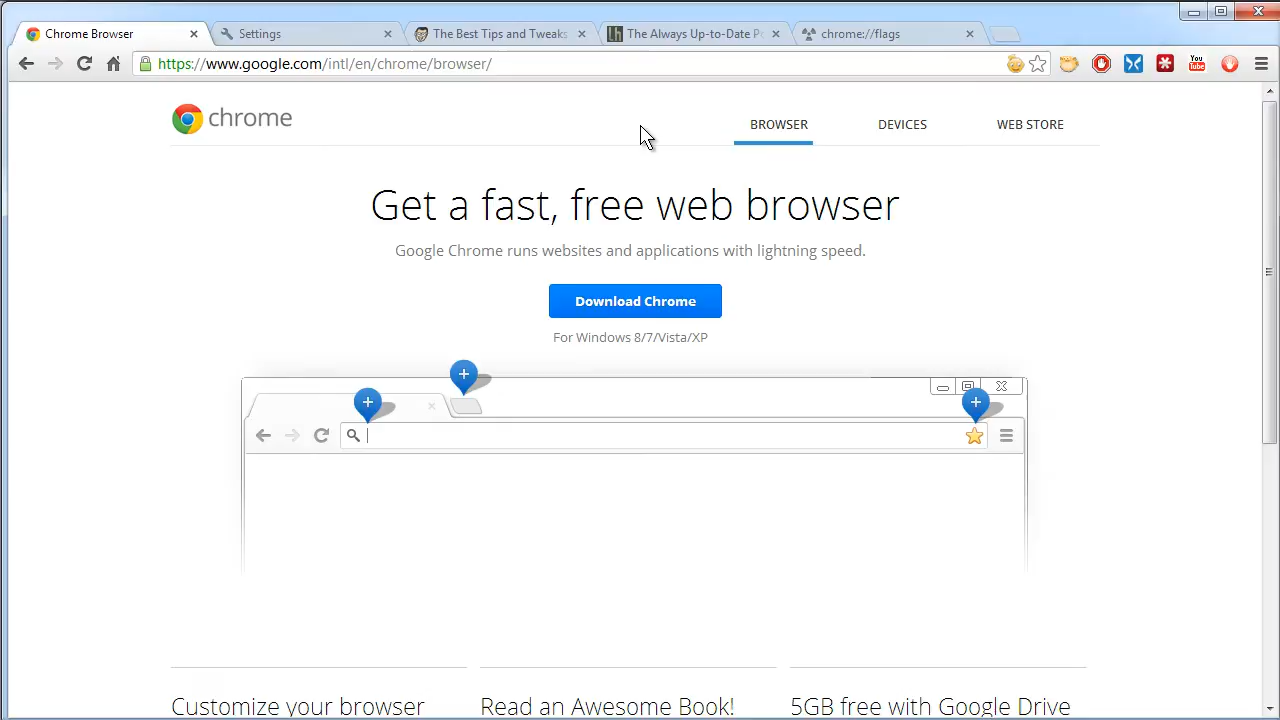 Chrome Browser
Settings
The Best Tips and Tweaks
The Always Up-to-Date P
chrome://flags
https://www.google.com/intl/en/chrome/browser/
You
Tube
chrome
BROWSER
DEVICES
WEB STORE
Get a fast, free web browser
Google Chrome runs websites and applications with lightning speed.
Download Chrome
For Windows 8/7/Vista/XP
Customize your browser
Read an Awesome Book!
5GB free with Google Drive